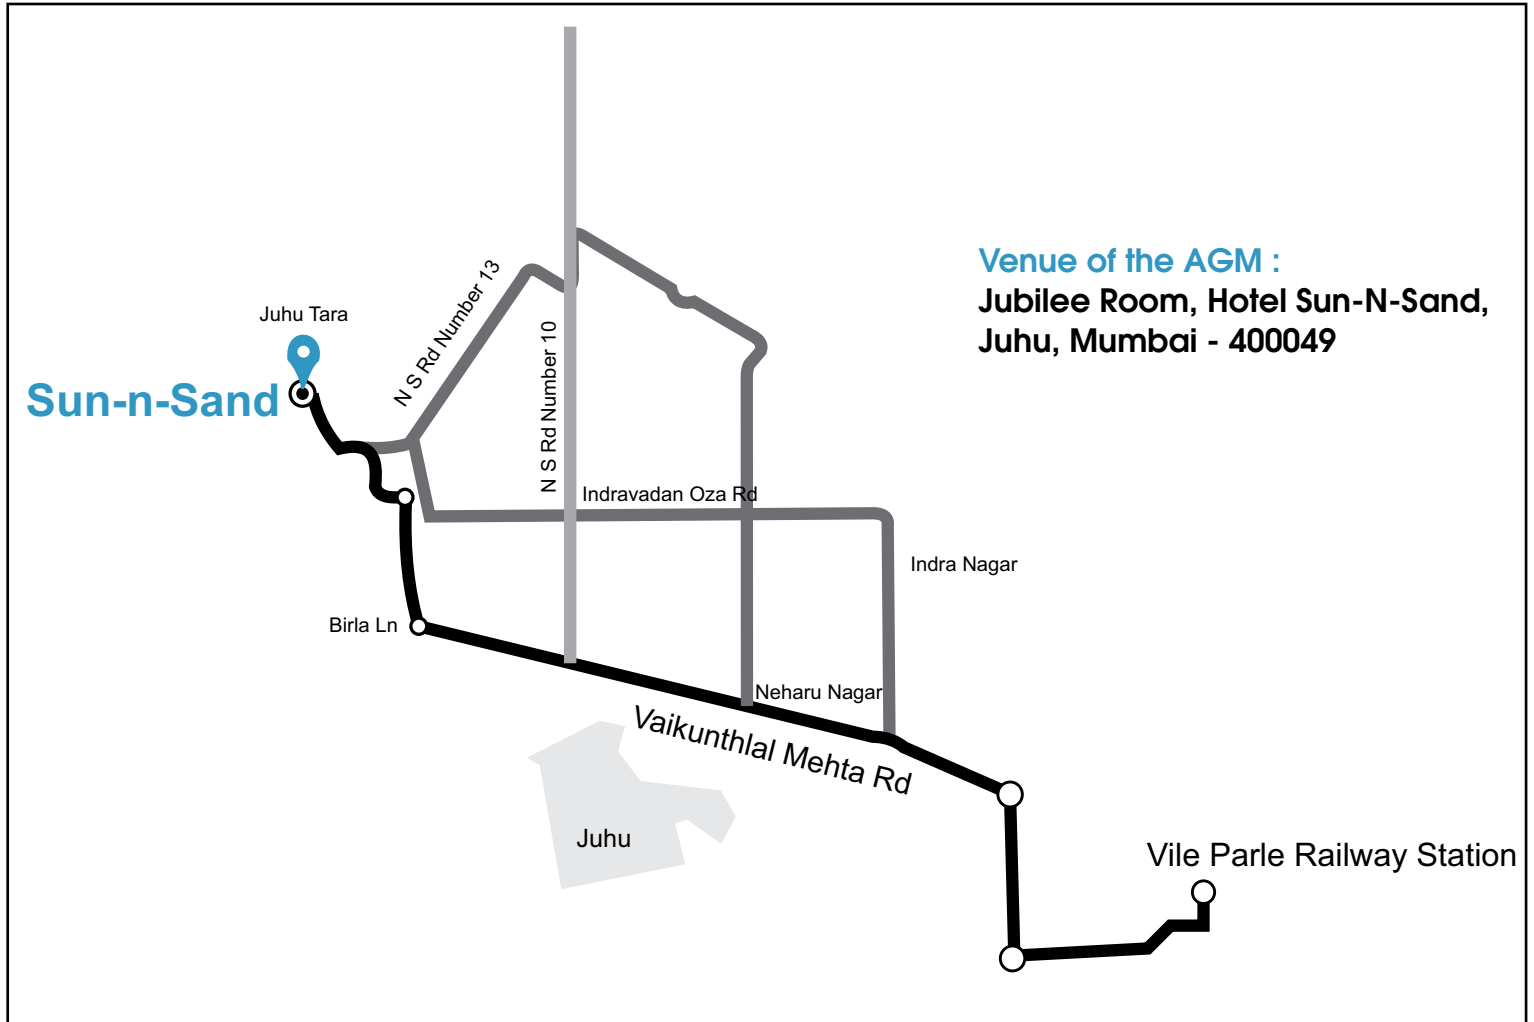 Venue of the AGM :
Jubilee Room, Hotel Sun-N-Sand,
Juhu, Mumbai - 400049
Juhu Tara
Sun-n-Sand
N S Rd Number 13
N S Rd Number 10
Indravadan Oza Rd
Indra Nagar
Birla Ln
Neharu Nagar
Vaikunthlal Mehta Rd
Juhu
Vile Parle Railway Station